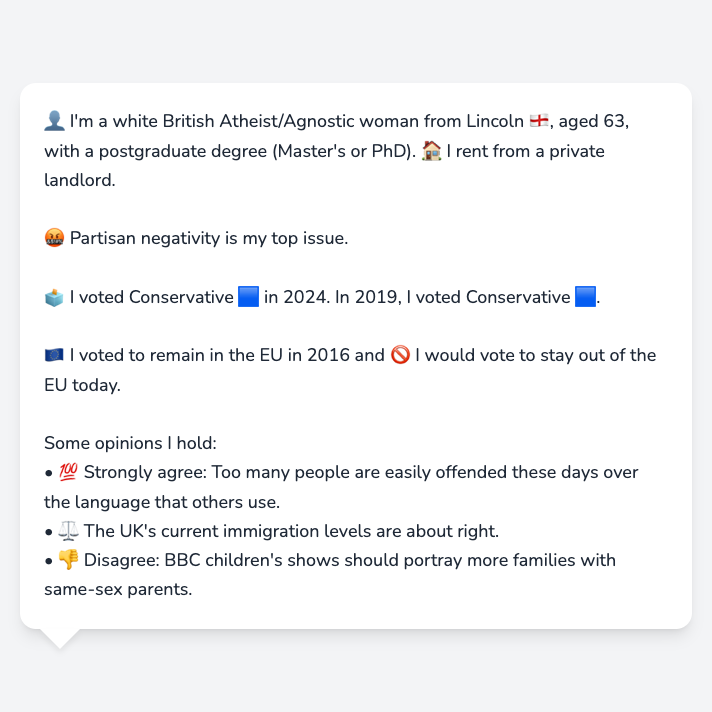 👤 I'm a white British Atheist/Agnostic woman from Lincoln 🏴󠁧󠁢󠁥󠁮󠁧󠁿, aged 63,
with a postgraduate degree (Master's or PhD). 🏠 I rent from a private
landlord.
🤬 Partisan negativity is my top issue.
🗳️ I voted Conservative 🟦 in 2024. In 2019, I voted Conservative 🟦.
🇪🇺 I voted to remain in the EU in 2016 and 🚫 I would vote to stay out of the
EU today.
Some opinions I hold:
• 💯 Strongly agree: Too many people are easily offended these days over
the language that others use.
• ⚖️ The UK's current immigration levels are about right.
• 👎 Disagree: BBC children's shows should portray more families with
same-sex parents.